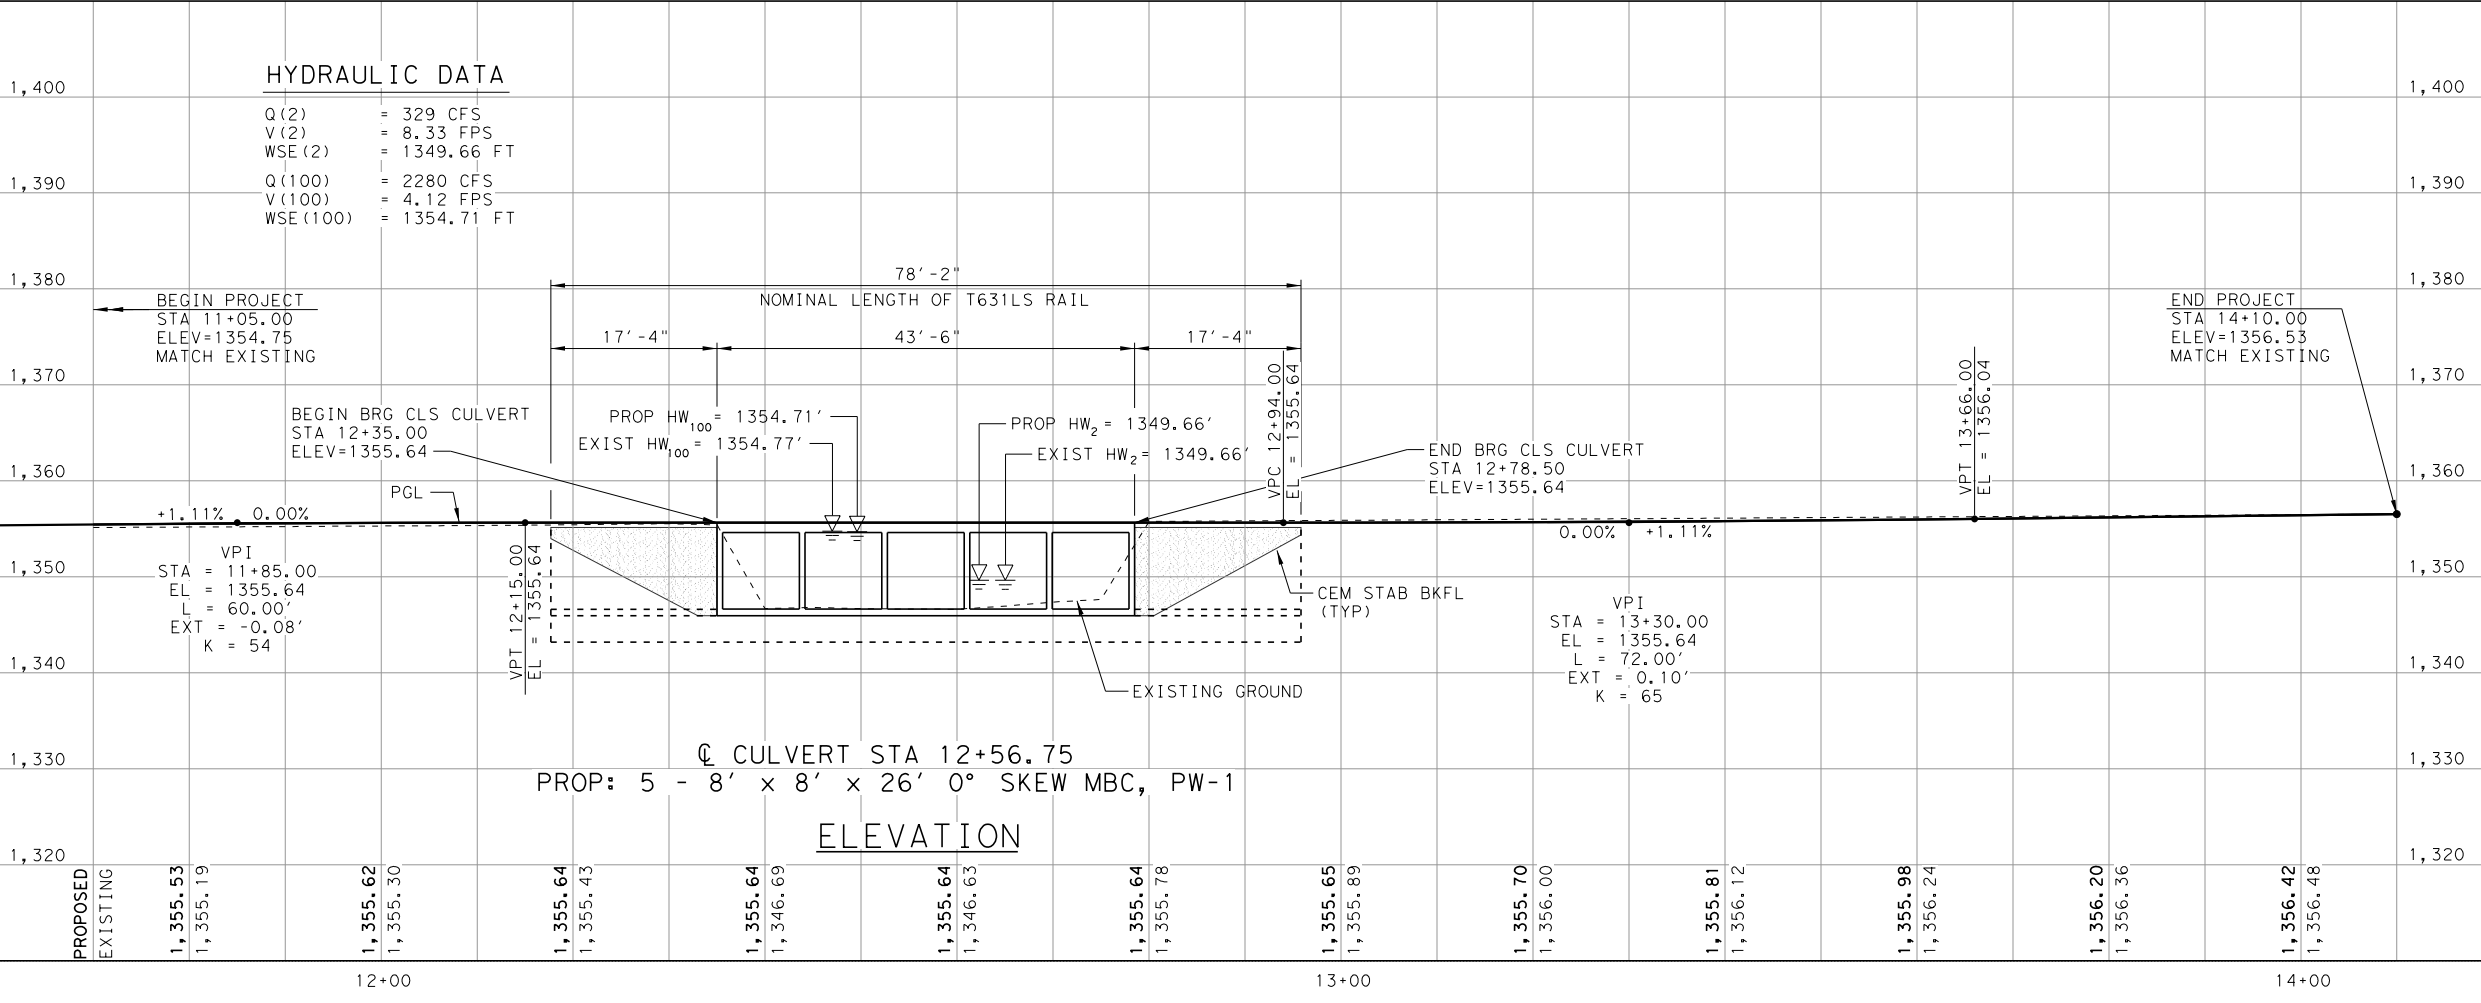 HYDRAULIC DATA
Q(2) = 329 CFS
V(2) = 8.33 FPS
WSE(2) = 1349.66 FT
Q(100) = 2280 CFS
V(100) = 4.12 FPS
WSE(100) = 1354.71 FT
1,400
1,390
1,380
1,370
1,360
1,350
1,340
1,330
1,320
1,400
1,390
1,380
1,370
1,360
1,350
1,340
1,330
1,320
BEGIN PROJECT
STA 11+05.00
ELEV=1354.75
MATCH EXISTING
78'-2"
NOMINAL LENGTH OF T631LS RAIL
17'-4"
43'-6"
17'-4"
END PROJECT
STA 14+10.00
ELEV=1356.53
MATCH EXISTING
BEGIN BRG CLS CULVERT
STA 12+35.00
ELEV=1355.64
PROP HW100= 1354.71'
EXIST HW100= 1354.77'
PROP HW2= 1349.66'
EXIST HW2= 1349.66'
VPC 12+94.00
EL = 1355.64
END BRG CLS CULVERT
STA 12+78.50
ELEV=1355.64
VPT 13+66.00
EL = 1356.04
PGL
+1.11% 0.00%
0.00% +1.11%
VPI
STA = 11+85.00
EL = 1355.64
L = 60.00'
EXT = -0.08'
K = 54
VPT 12+15.00
EL = 1355.64
CEM STAB BKFL
(TYP)
VPI
STA = 13+30.00
EL = 1355.64
L = 72.00'
EXT = 0.10'
K = 65
EXISTING GROUND
℄ CULVERT STA 12+56.75
PROP: 5 - 8' x 8' x 26' 0° SKEW MBC, PW-1
ELEVATION
PROPOSED
EXISTING
1,355.53
1,355.19
1,355.62
1,355.30
1,355.64
1,355.43
1,355.64
1,346.69
1,355.64
1,346.63
1,355.64
1,355.78
1,355.65
1,355.89
1,355.70
1,356.00
1,355.81
1,356.12
1,355.98
1,356.24
1,356.20
1,356.36
1,356.42
1,356.48
12+00
13+00
14+00